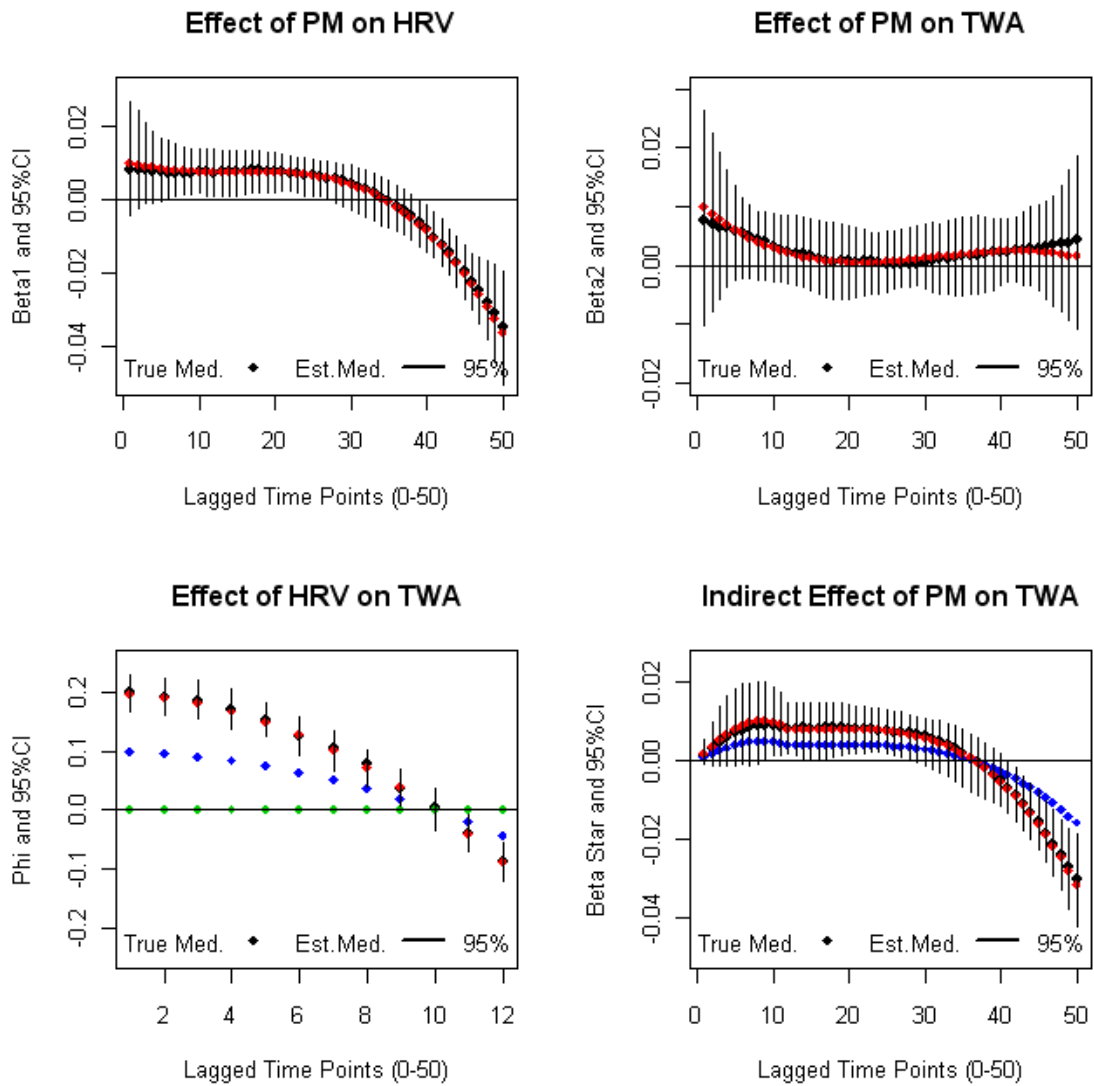 Effect of PM on HRV
Beta1 and 95%CI
0.02
0.00
-0.02
-0.04
True Med. Est.Med. 95%
0 10 20 30 40 50
Lagged Time Points (0-50)
Effect of PM on TWA
Beta2 and 95%CI
0.02
0.00
-0.02
True Med. Est.Med. 95%
0 10 20 30 40 50
Lagged Time Points (0-50)
Effect of HRV on TWA
Phi and 95%CI
0.2
0.1
0.0
-0.1
-0.2
True Med. Est.Med. 95%
2 4 6 8 10 12
Lagged Time Points (0-50)
Indirect Effect of PM on TWA
Beta Star and 95%CI
0.02
0.00
-0.02
-0.04
True Med. Est.Med. 95%
0 10 20 30 40 50
Lagged Time Points (0-50)